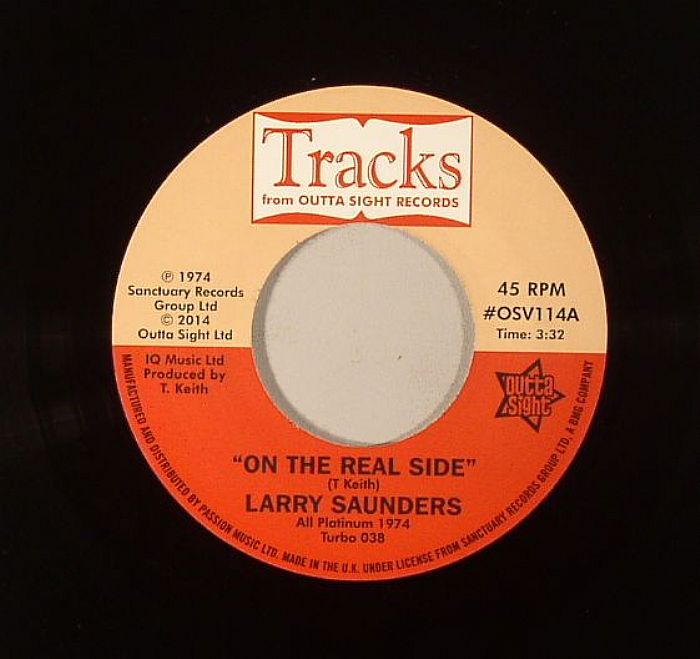 Tracks
from OUTTA SIGHT RECORDS
℗ 1974
Sanctuary Records
Group Ltd
© 2014
Outta Sight Ltd
45 RPM
#OSV114A
Time: 3:32
IQ Music Ltd
Produced by
T. Keith
outta
Sight
"ON THE REAL SIDE"
(T Keith)
LARRY SAUNDERS
All Platinum 1974
Turbo 038
MANUFACTURED AND DISTRIBUTED BY PASSION MUSIC LTD. MADE IN THE U.K. UNDER LICENSE FROM SANCTUARY RECORDS GROUP LTD, A BMG COMPANY